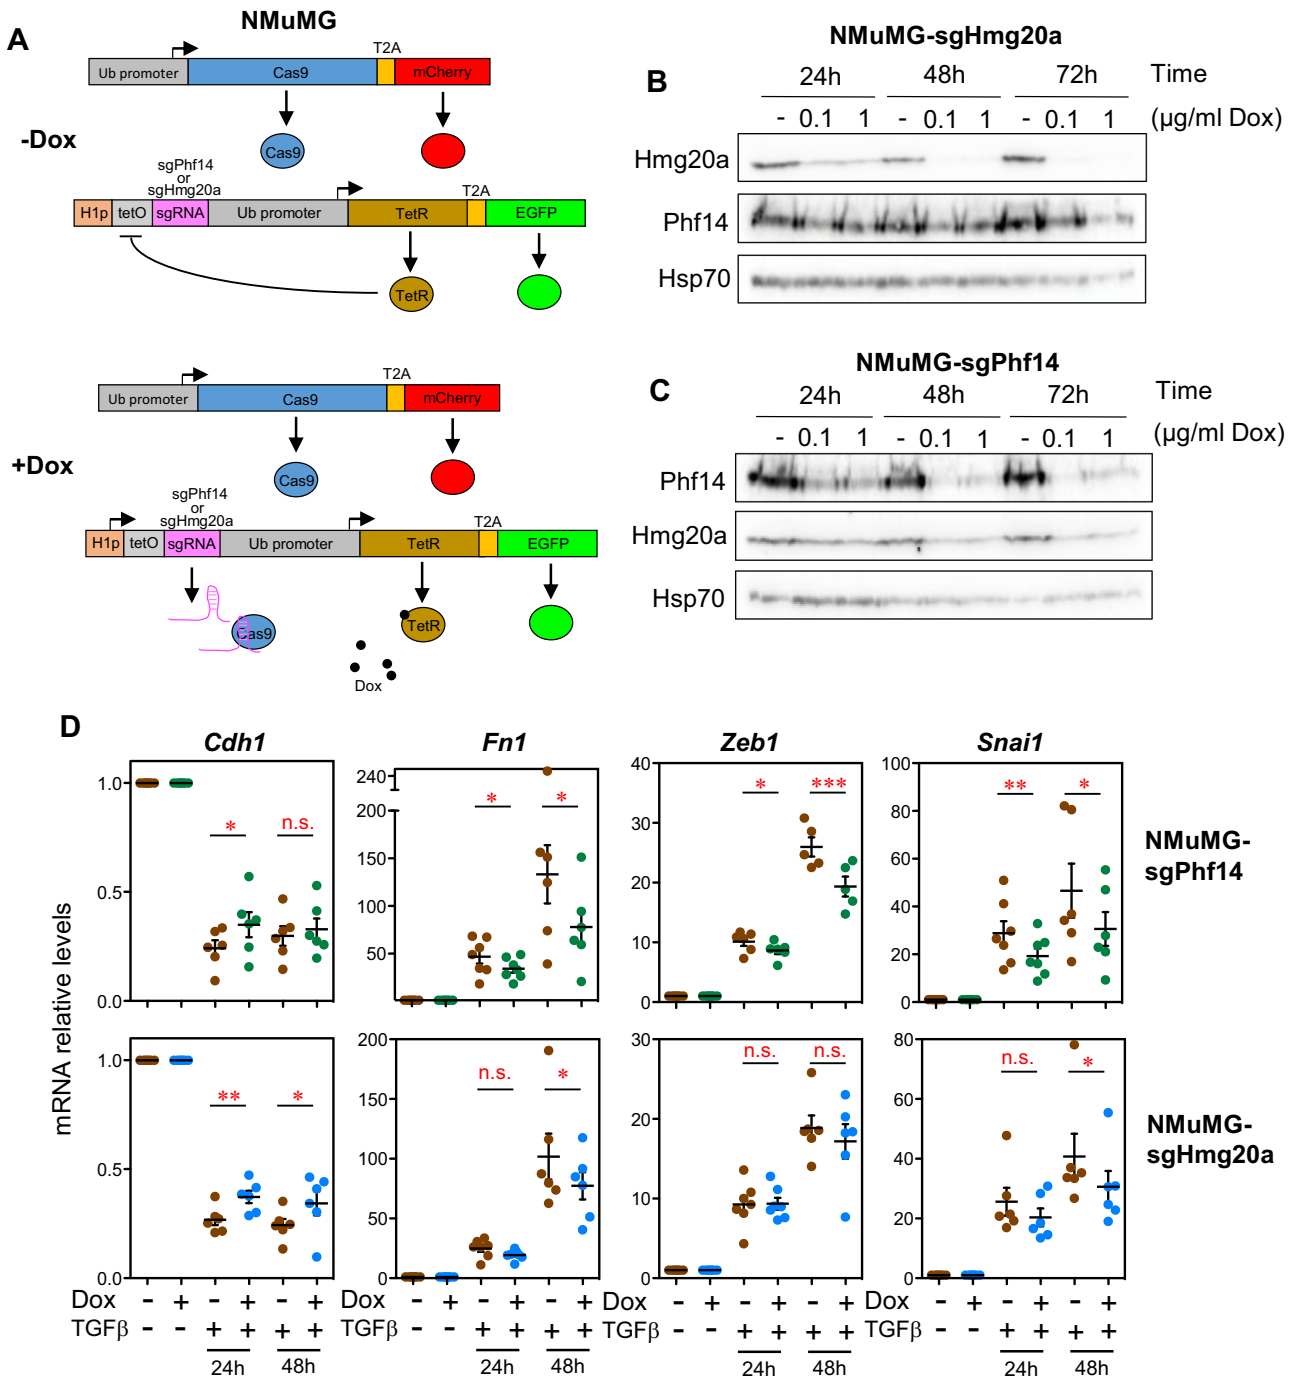 A
NMuMG
T2A
Ub promoter
Cas9
mCherry
-Dox
Cas9
sgPhf14
or
sgHmg20a
T2A
H1p
tetO
sgRNA
Ub promoter
TetR
EGFP
TetR
T2A
Ub promoter
Cas9
mCherry
+Dox
Cas9
sgPhf14
or
sgHmg20a
T2A
H1p
tetO
sgRNA
Ub promoter
TetR
EGFP
Cas9
TetR
Dox
B
NMuMG-sgHmg20a
24h 48h 72h Time
- 0.1 1 - 0.1 1 - 0.1 1 (µg/ml Dox)
Hmg20a
Phf14
Hsp70
C
NMuMG-sgPhf14
24h 48h 72h Time
- 0.1 1 - 0.1 1 - 0.1 1 (µg/ml Dox)
Phf14
Hmg20a
Hsp70
D
mRNA relative levels
Cdh1
1.0
0.5
0.0
* n.s.
Fn1
240
200
150
100
50
* *
Zeb1
40
30
20
10
0
* ***
Snai1
100
80
60
40
20
0
** *
NMuMG-
sgPhf14
1.0
0.5
0.0
** *
200
150
100
50
0
n.s. *
30
20
10
0
n.s. n.s.
80
60
40
20
0
n.s. *
NMuMG-
sgHmg20a
Dox - + - + - +
TGFβ - - + + + +
24h 48h
Dox - + - + - +
TGFβ - - + + + +
24h 48h
Dox - + - + - +
TGFβ - - + + + +
24h 48h
Dox - + - + - +
TGFβ - - + + + +
24h 48h